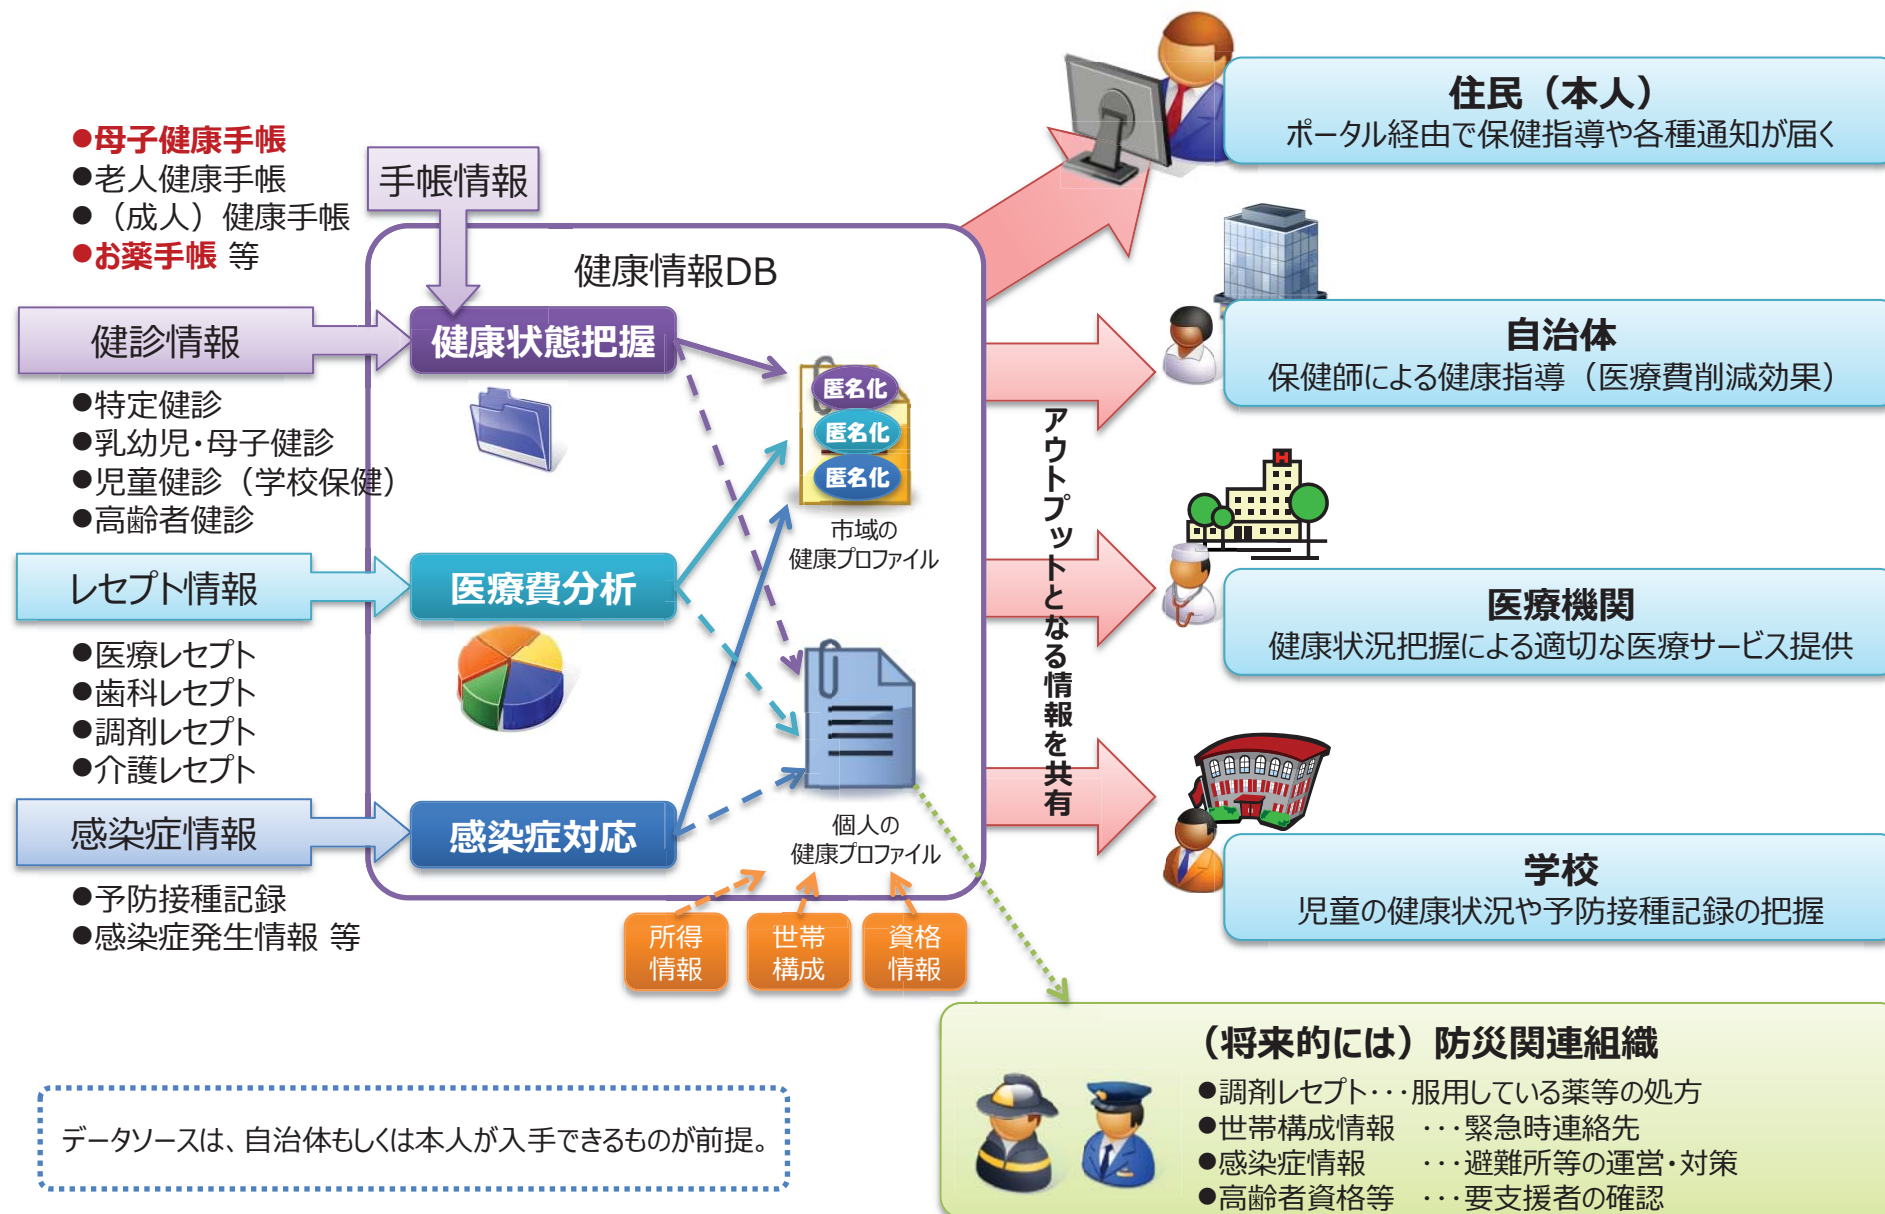 ●母子健康手帳
●老人健康手帳
●（成人）健康手帳
●お薬手帳 等
手帳情報
健康情報DB
健診情報
●特定健診
●乳幼児・母子健診
●児童健診（学校保健）
●高齢者健診
レセプト情報
●医療レセプト
●歯科レセプト
●調剤レセプト
●介護レセプト
感染症情報
●予防接種記録
●感染症発生情報 等
健康状態把握
医療費分析
感染症対応
匿名化
匿名化
匿名化
市域の
健康プロファイル
個人の
健康プロファイル
所得
情報
世帯
構成
資格
情報
アウトプットとなる情報を共有
住民（本人）
ポータル経由で保健指導や各種通知が届く
自治体
保健師による健康指導（医療費削減効果）
医療機関
健康状況把握による適切な医療サービス提供
学校
児童の健康状況や予防接種記録の把握
（将来的には）防災関連組織
●調剤レセプト・・・服用している薬等の処方
●世帯構成情報 ・・・緊急時連絡先
●感染症情報 ・・・避難所等の運営・対策
●高齢者資格等 ・・・要支援者の確認
データソースは、自治体もしくは本人が入手できるものが前提。
H